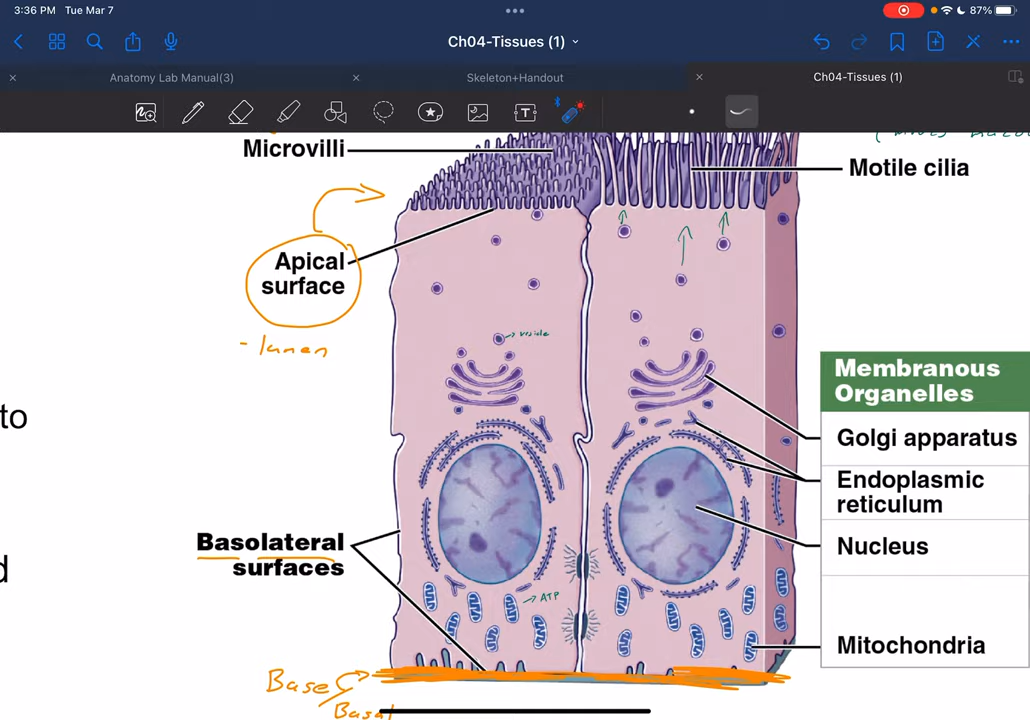 3:36 PM Tue Mar 7
87%
Ch04-Tissues (1)
Anatomy Lab Manual(3)
Skeleton+Handout
Ch04-Tissues (1)
Microvilli
Motile cilia
Apical
surface
- lumen
→ vesicle
to
Membranous
Organelles
Golgi apparatus
Endoplasmic
reticulum
Nucleus
Mitochondria
Basolateral
surfaces
d
→ ATP
Base
Basal